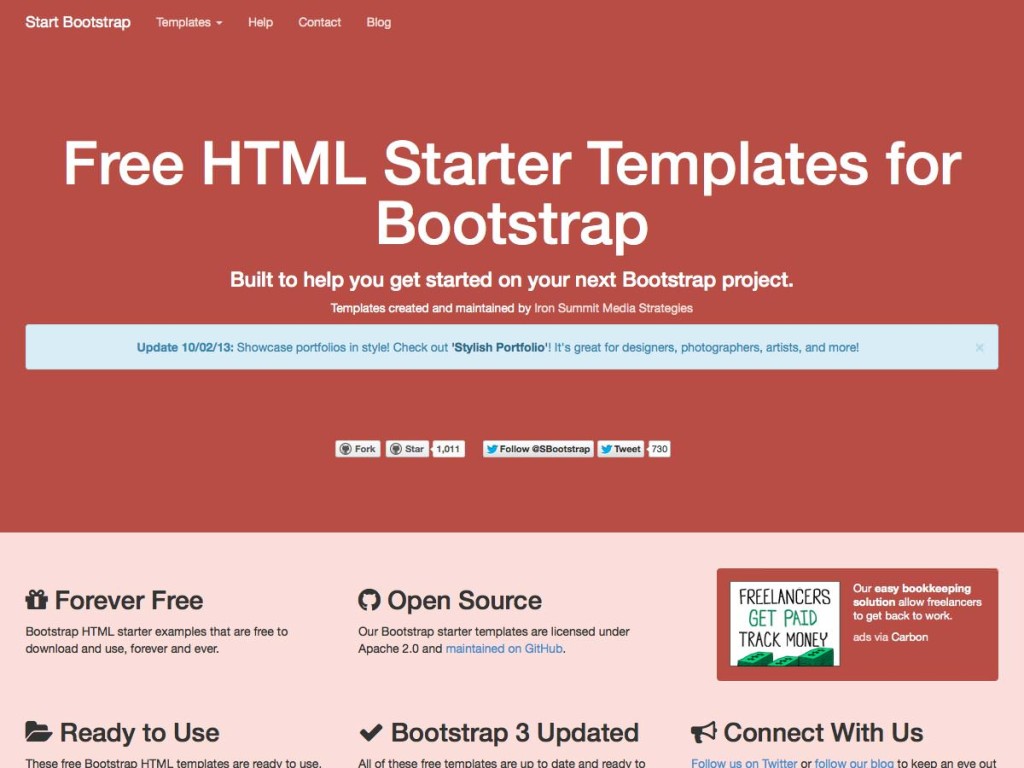 Start Bootstrap Templates Help Contact Blog
Free HTML Starter Templates for
Bootstrap
Built to help you get started on your next Bootstrap project.
Templates created and maintained by Iron Summit Media Strategies
Update 10/02/13: Showcase portfolios in style! Check out 'Stylish Portfolio'! It's great for designers, photographers, artists, and more! ×
Fork Star 1,011 Follow @SBootstrap Tweet 730
Forever Free
Bootstrap HTML starter examples that are free to
download and use, forever and ever.
Open Source
Our Bootstrap starter templates are licensed under
Apache 2.0 and maintained on GitHub.
FREELANCERS
GET PAID
TRACK MONEY
Our easy bookkeeping
solution allow freelancers
to get back to work.
ads via Carbon
Ready to Use
These free Bootstrap HTML templates are ready to use,
Bootstrap 3 Updated
All of these free templates are up to date and ready to
Connect With Us
Follow us on Twitter or follow our blog to keep an eye out